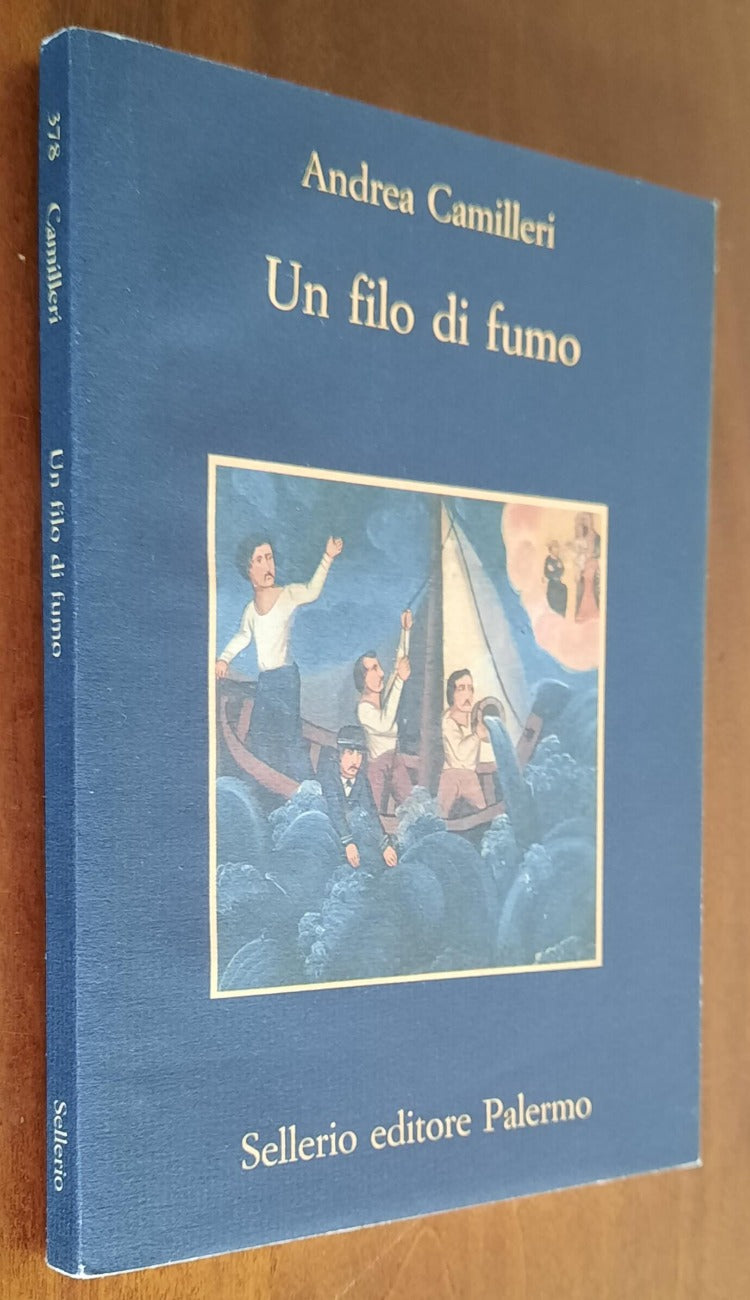 Andrea Camilleri
Un filo di fumo
Sellerio editore Palermo
378 Camilleri Un filo di fumo Sellerio